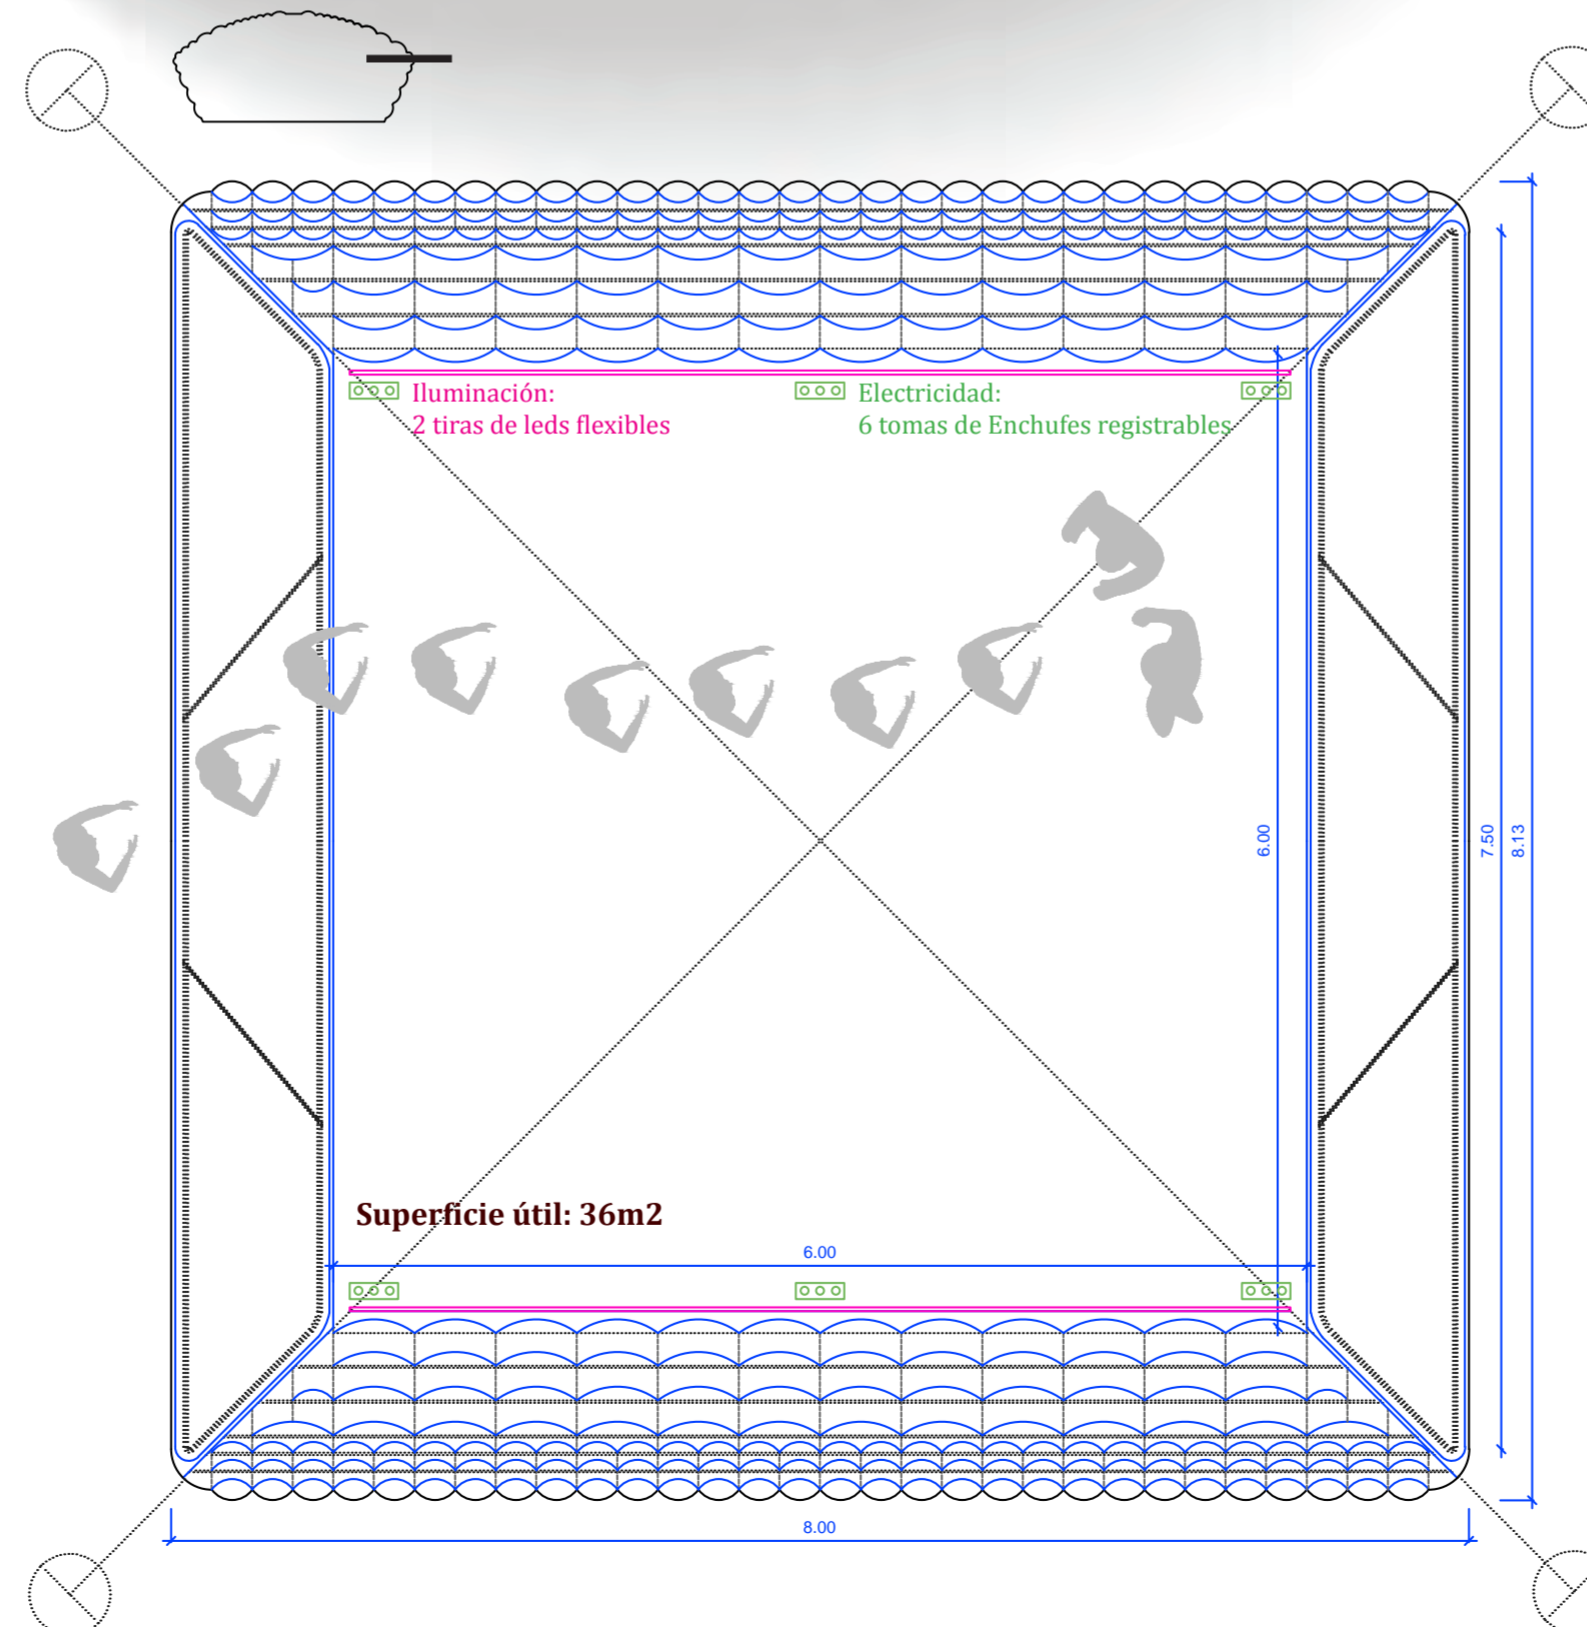 Iluminación:
2 tiras de leds flexibles
Electricidad:
6 tomas de Enchufes registrables
6.00
7.50
8.13
Superficie útil: 36m2
6.00
8.00